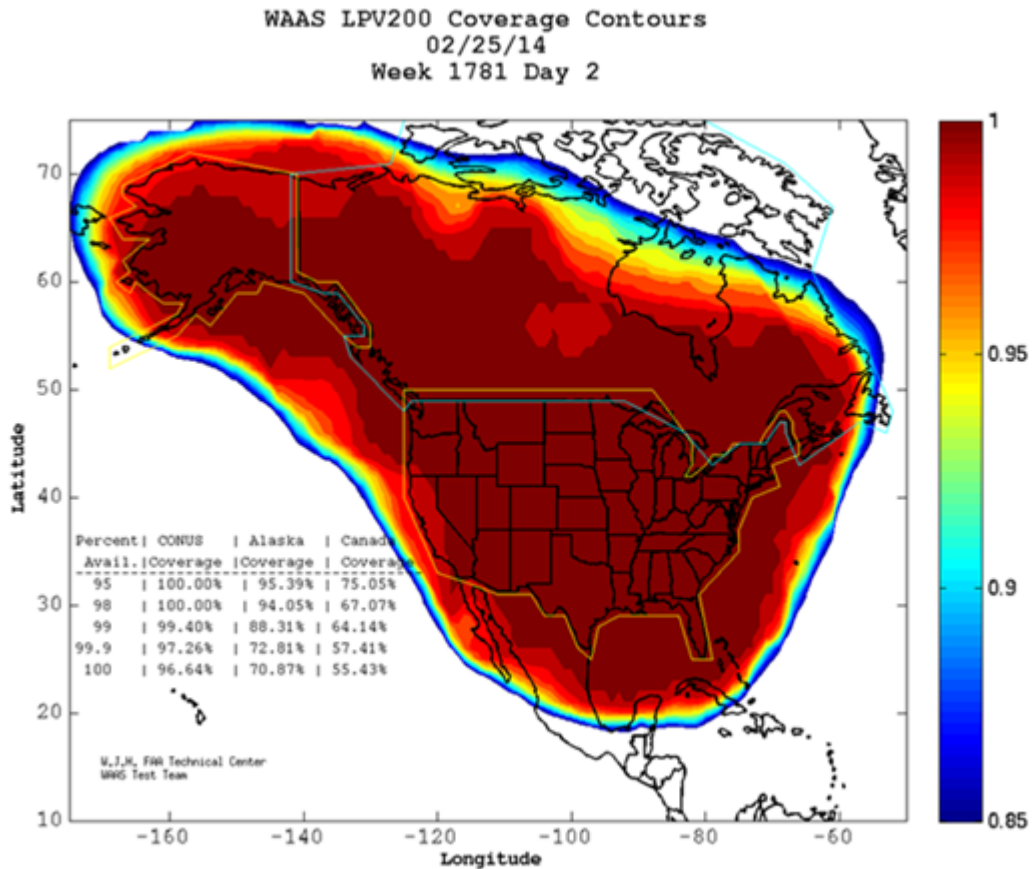 WAAS LPV200 Coverage Contours
02/25/14
Week 1781 Day 2
70
60
50
40
30
20
10
Latitude
-160
-140
-120
-100
-80
-60
Longitude
1
0.95
0.9
0.85
Percent| CONUS | Alaska | Canada
Avail.|Coverage |Coverage | Coverage
95 | 100.00% | 95.39% | 75.05%
98 | 100.00% | 94.05% | 67.07%
99 | 99.40% | 88.31% | 64.14%
99.9 | 97.26% | 72.81% | 57.41%
100 | 96.64% | 70.87% | 55.43%
W.J.H. FAA Technical Center
WAAS Test Team